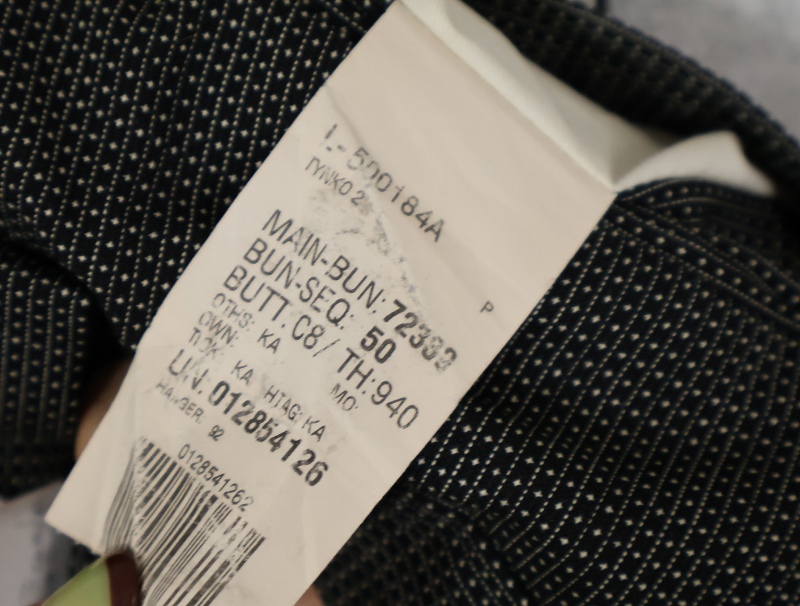 L-500184A
TYNKO 2
P
MAIN-BUN: 72333
BUN-SEQ: 50
BUTT: C8/ TH:940
OTHS: KA
OWN: MO:
TICK: KA HTAG: KA
UN: 012854126
HANGER: 92
0128541262